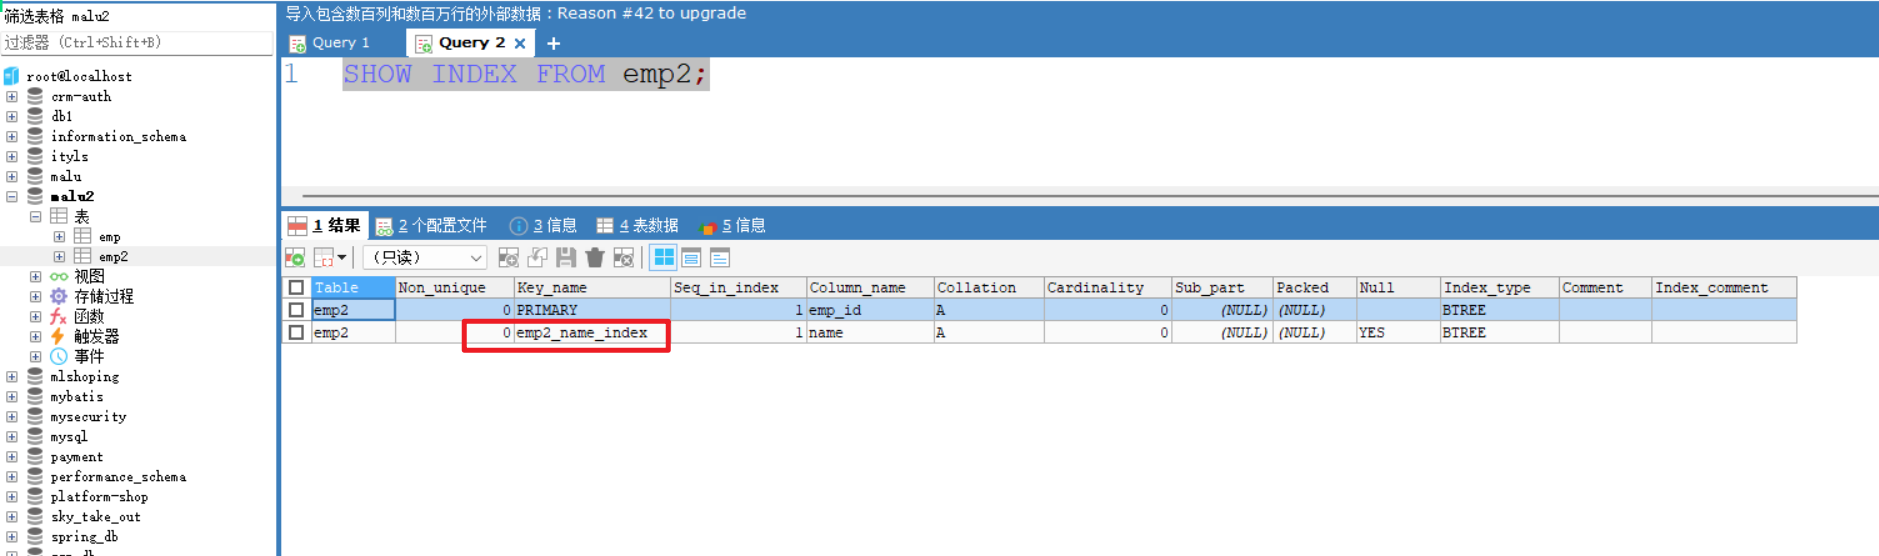 筛选表格 malu2
过滤器 (Ctrl+Shift+B)
root@localhost
crm-auth
db1
information_schema
ityls
malu
malu2
表
emp
emp2
视图
存储过程
函数
触发器
事件
mlshoping
mybatis
mysecurity
mysql
payment
performance_schema
platform-shop
sky_take_out
spring_db
导入包含数百列和数百万行的外部数据：Reason #42 to upgrade
Query 1 Query 2 × +
1 SHOW INDEX FROM emp2;
1 结果 2 个配置文件 3 信息 4 表数据 5 信息
(只读)
Table Non_unique Key_name Seq_in_index Column_name Collation Cardinality Sub_part Packed Null Index_type Comment Index_comment
emp2 0 PRIMARY 1 emp_id A 0 (NULL) (NULL) BTREE
emp2 0 emp2_name_index 1 name A 0 (NULL) (NULL) YES BTREE